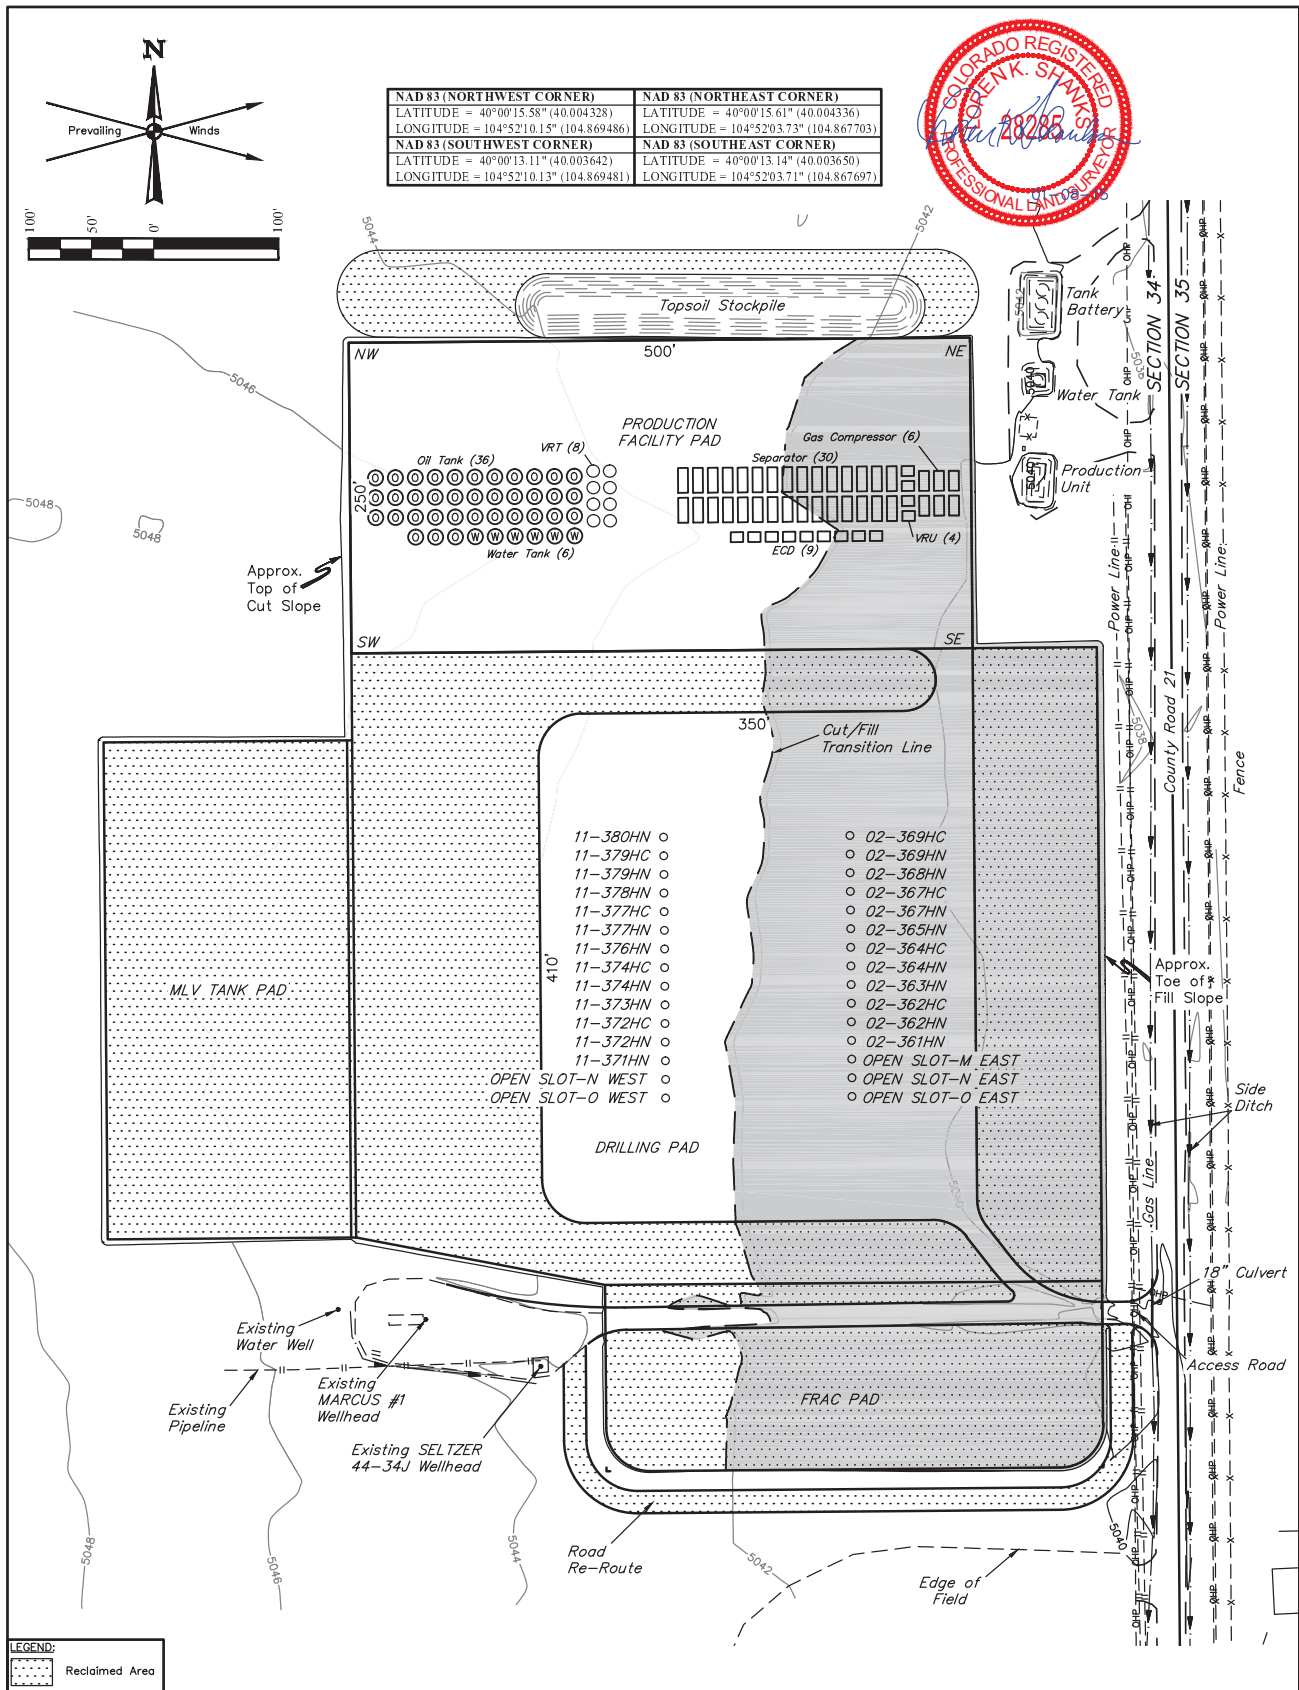 N
Prevailing Winds
100' 50' 0' 100'
NAD 83 (NORTHWEST CORNER)
LATITUDE = 40°00'15.58" (40.004328)
LONGITUDE = 104°52'10.15" (104.869486)
NAD 83 (NORTHEAST CORNER)
LATITUDE = 40°00'15.61" (40.004336)
LONGITUDE = 104°52'03.73" (104.867703)
NAD 83 (SOUTHWEST CORNER)
LATITUDE = 40°00'13.11" (40.003642)
LONGITUDE = 104°52'10.13" (104.869481)
NAD 83 (SOUTHEAST CORNER)
LATITUDE = 40°00'13.14" (40.003650)
LONGITUDE = 104°52'03.71" (104.867697)
COLORADO REGISTERED
LOREN K. SHANKS
28285
PROFESSIONAL LAND SURVEYOR
5044
5042
Topsoil Stockpile
5042
Tank
Battery
SECTION 34
SECTION 35
NW
500'
NE
5046
5040
Water Tank
5038
PRODUCTION
FACILITY PAD
VRT (8)
Gas Compressor (6)
Oil Tank (36)
Separator (30)
Production
Unit
5040
250'
5048
5048
Water Tank (6)
ECD (9)
VRU (4)
Approx.
Top of
Cut Slope
Power Line
Power Line
SW
SE
350'
Cut/Fill
Transition Line
5038
County Road 21
Fence
11-380HN
02-369HC
11-379HC
02-369HN
11-379HN
02-368HN
11-378HN
02-367HC
11-377HC
02-367HN
11-377HN
02-365HN
11-376HN
02-364HC
11-374HC
02-364HN
11-374HN
02-363HN
11-373HN
02-362HC
11-372HC
02-362HN
11-372HN
02-361HN
11-371HN
OPEN SLOT-M EAST
OPEN SLOT-N WEST
OPEN SLOT-N EAST
OPEN SLOT-O WEST
OPEN SLOT-O EAST
410'
MLV TANK PAD
Approx.
Toe of
Fill Slope
Side
Ditch
DRILLING PAD
5040
Gas Line
18" Culvert
Existing
Water Well
Access Road
Existing
MARCUS #1
Wellhead
FRAC PAD
Existing
Pipeline
Existing SELTZER
44-34J Wellhead
5048
5046
5044
5042
5040
Road
Re-Route
Edge of
Field
LEGEND:
Reclaimed Area